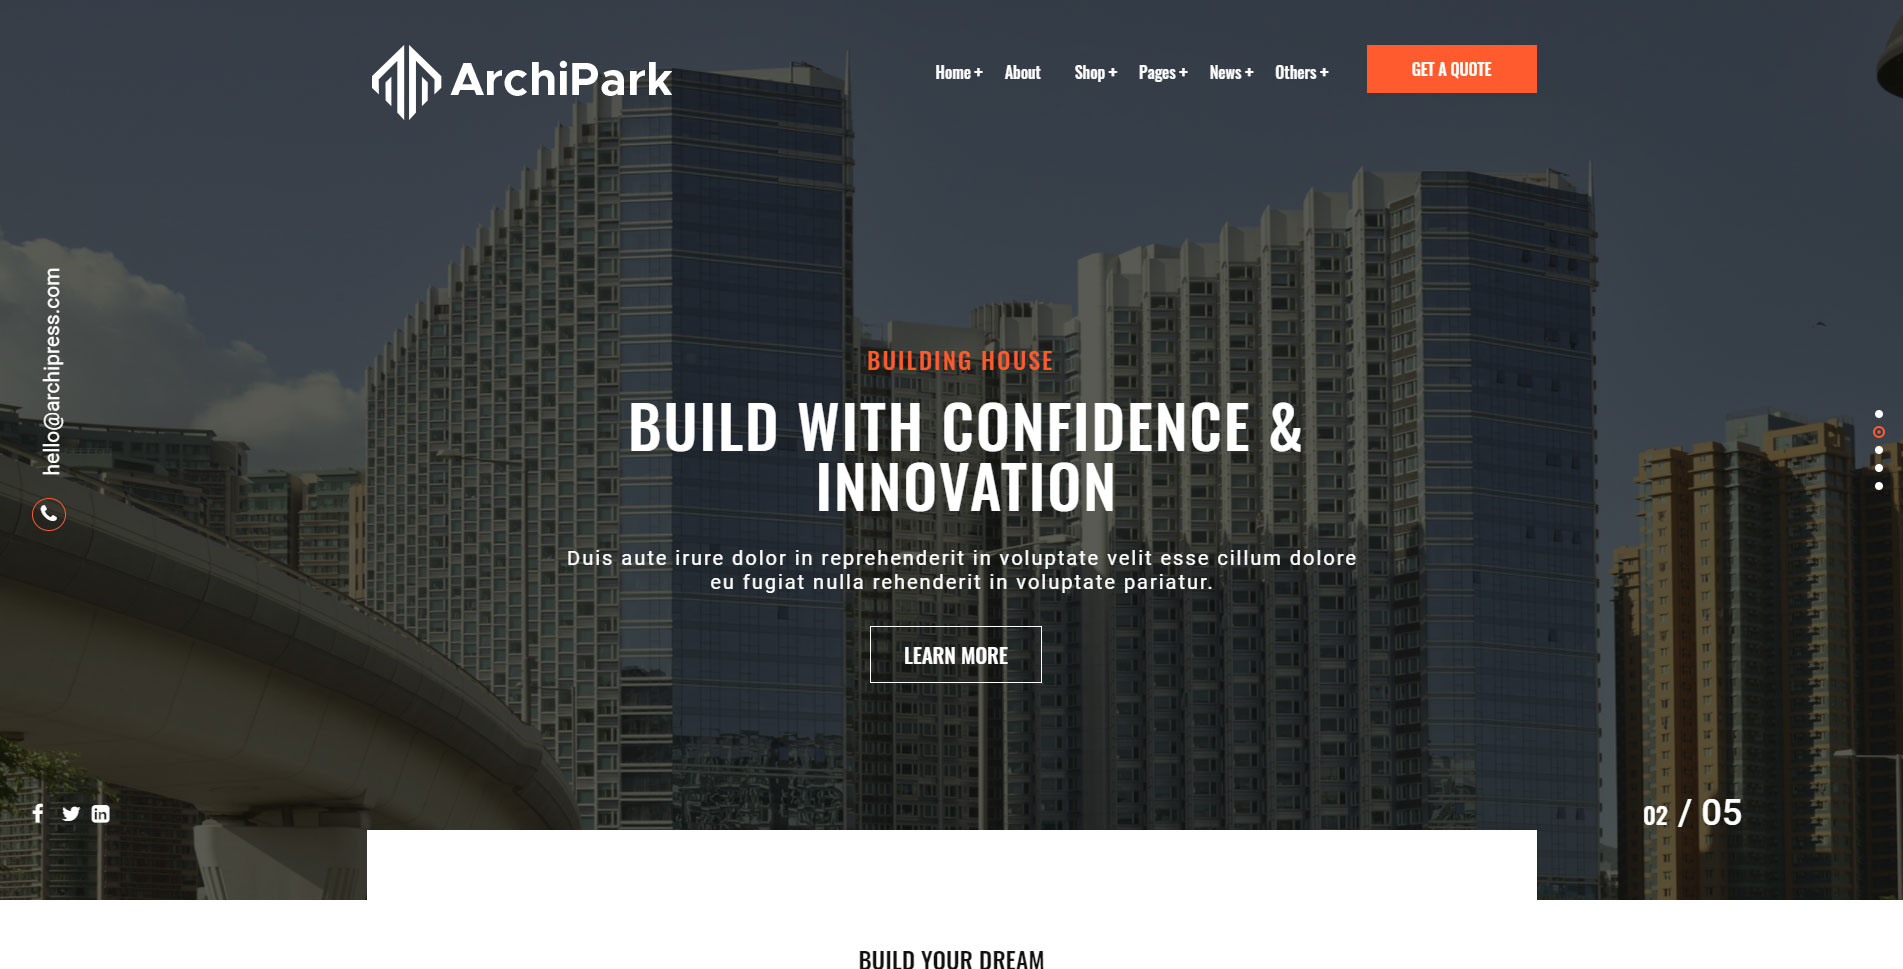 ArchiPark
Home + About Shop + Pages + News + Others +
GET A QUOTE
hello@archipress.com
BUILDING HOUSE
BUILD WITH CONFIDENCE &
INNOVATION
Duis aute irure dolor in reprehenderit in voluptate velit esse cillum dolore
eu fugiat nulla rehenderit in voluptate pariatur.
LEARN MORE
02 / 05
BUILD YOUR DREAM